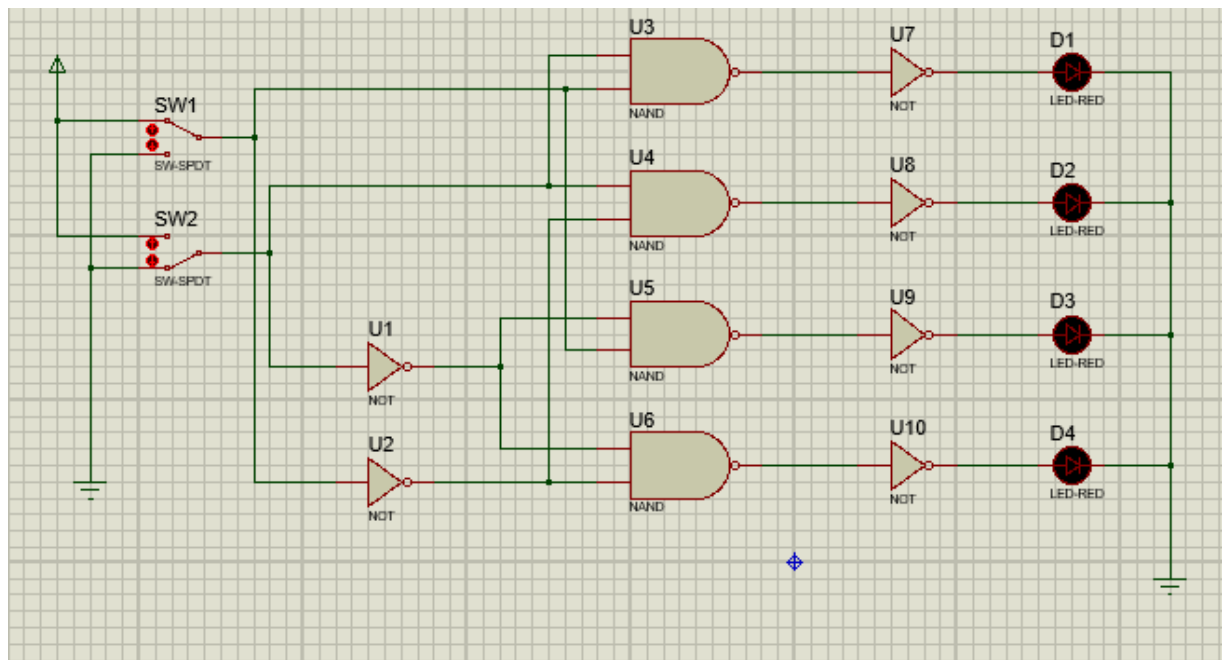 U3
NAND
U7
NOT
D1
LED-RED
SW1
SW-SPDT
U4
NAND
U8
NOT
D2
LED-RED
SW2
SW-SPDT
U5
NAND
U9
NOT
D3
LED-RED
U1
NOT
U6
NAND
U10
NOT
D4
LED-RED
U2
NOT